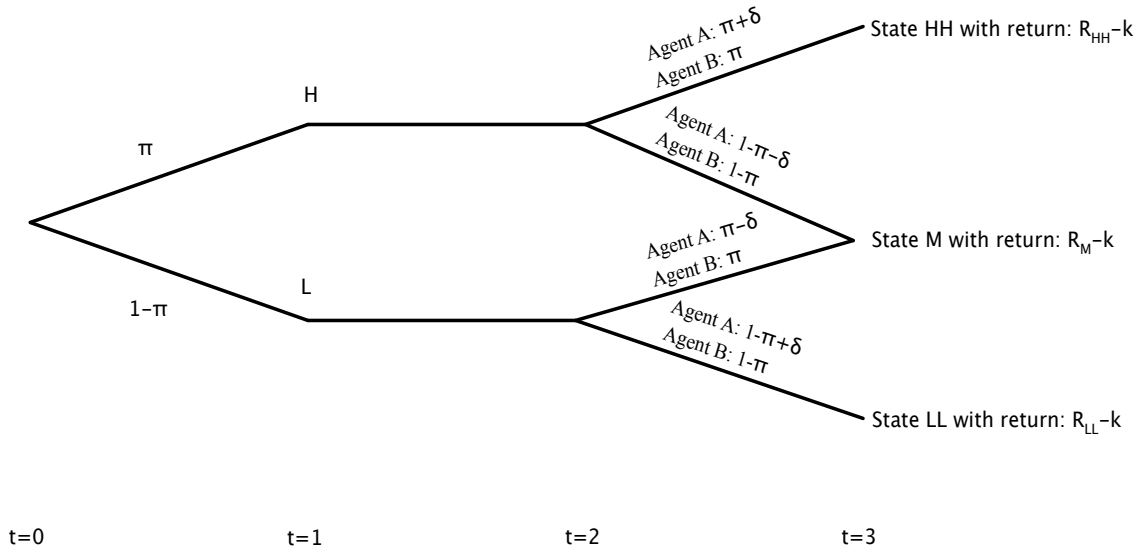 Agent A: π+δ
Agent B: π
State HH with return: R_HH–k
H
π
Agent A: 1-π–δ
Agent B: 1-π
Agent A: π–δ
Agent B: π
State M with return: R_M–k
L
1–π
Agent A: 1-π+δ
Agent B: 1-π
State LL with return: R_LL–k
t=0
t=1
t=2
t=3